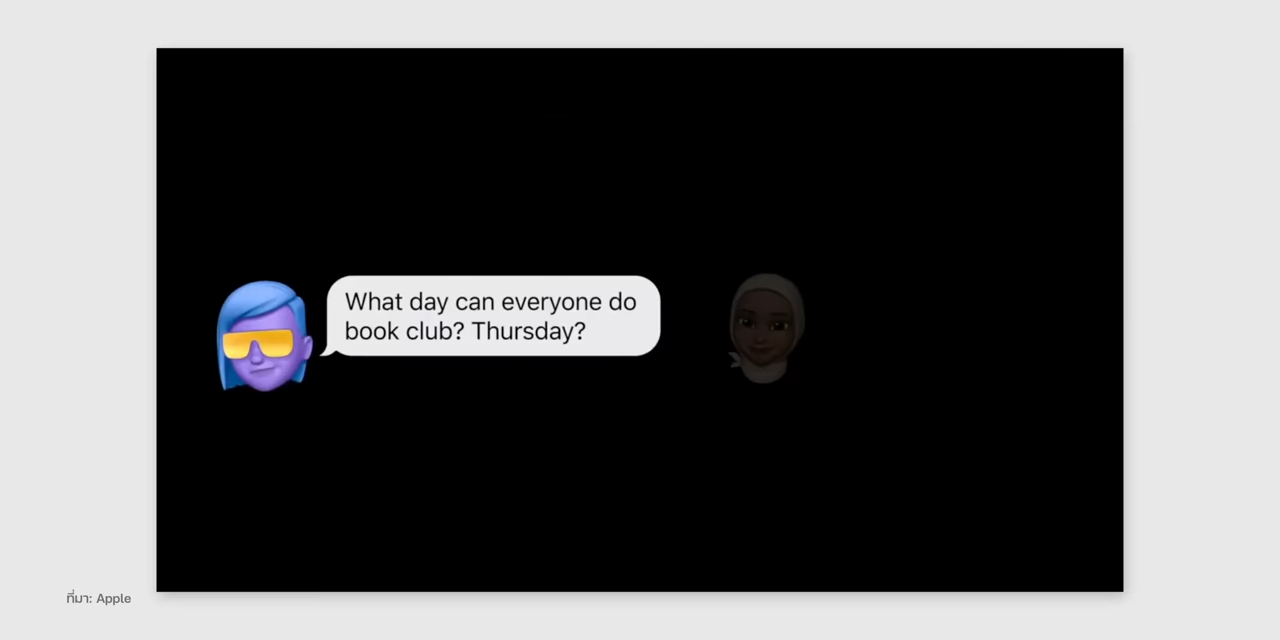 What day can everyone do
book club? Thursday?
ที่มา: Apple